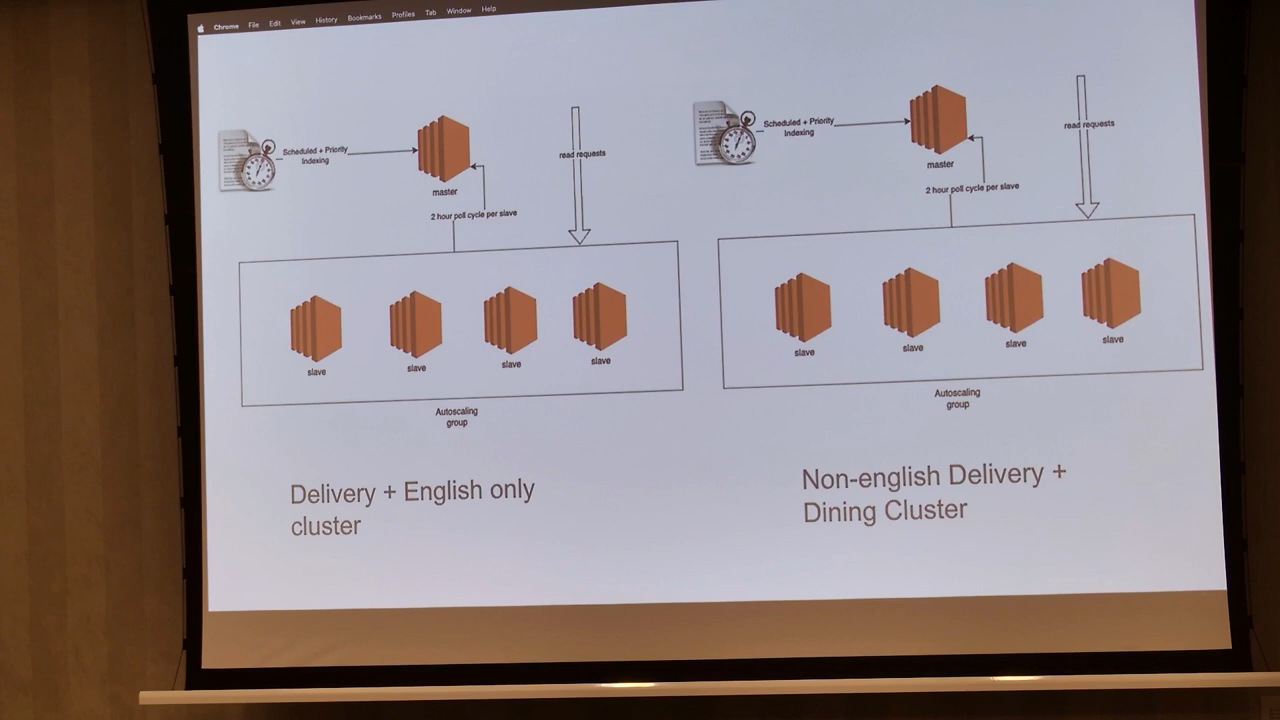 Chrome File Edit View History Bookmarks Profiles Tab Window Help
Scheduled + Priority
Indexing
master
2 hour poll cycle per slave
read requests
slave
slave
slave
slave
Autoscaling
group
Delivery + English only
cluster
Scheduled + Priority
Indexing
master
2 hour poll cycle per slave
read requests
slave
slave
slave
slave
Autoscaling
group
Non-english Delivery +
Dining Cluster